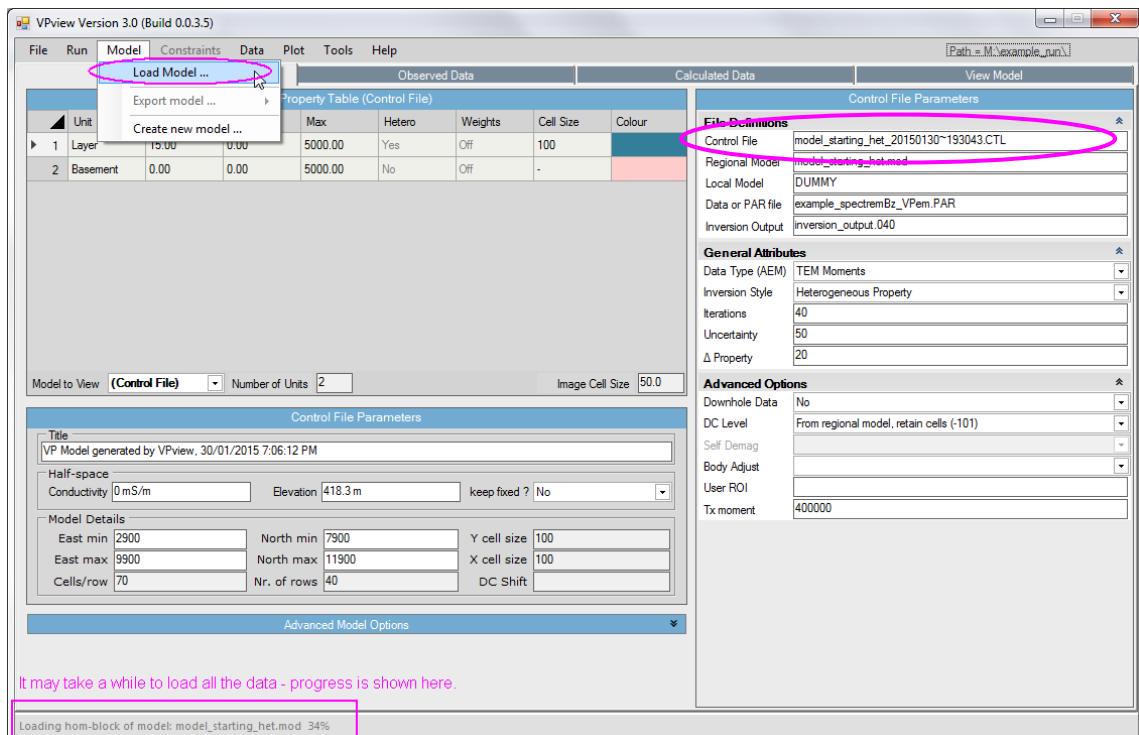 VPview Version 3.0 (Build 0.0.3.5)
File Run Model Constraints Data Plot Tools Help
Path = M:\example_run\
Load Model ...
Export model ...
Create new model ...
Observed Data
Calculated Data
View Model
Property Table (Control File)
Unit Max Hetero Weights Cell Size Colour
1 Layer 15.00 0.00 5000.00 Yes Off 100
2 Basement 0.00 0.00 5000.00 No Off -
Model to View (Control File) Number of Units 2 Image Cell Size 50.0
Control File Parameters
Title
VP Model generated by VPview, 30/01/2015 7:06:12 PM
Half-space
Conductivity 0 mS/m Elevation 418.3 m keep fixed ? No
Model Details
East min 2900 North min 7900 Y cell size 100
East max 9900 North max 11900 X cell size 100
Cells/row 70 Nr. of rows 40 DC Shift
Advanced Model Options
Control File Parameters
File Definitions
Control File model_starting_het_20150130~193043.CTL
Regional Model model_starting_het.mod
Local Model DUMMY
Data or PAR file example_spectremBz_VPem.PAR
Inversion Output inversion_output.040
General Attributes
Data Type (AEM) TEM Moments
Inversion Style Heterogeneous Property
Iterations 40
Uncertainty 50
Δ Property 20
Advanced Options
Downhole Data No
DC Level From regional model, retain cells (-101)
Self Demag
Body Adjust
User ROI
Tx moment 400000
It may take a while to load all the data - progress is shown here.
Loading hom-block of model: model_starting_het.mod 34%